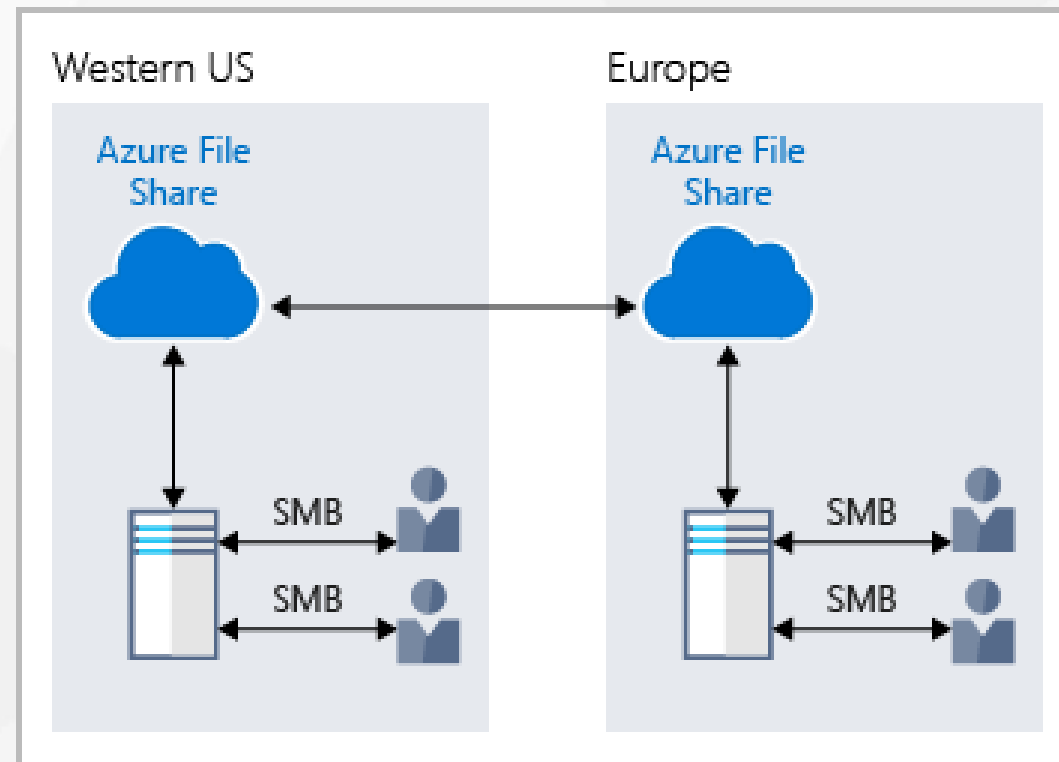 Western US
Europe
Azure File
Share
Azure File
Share
SMB
SMB
SMB
SMB